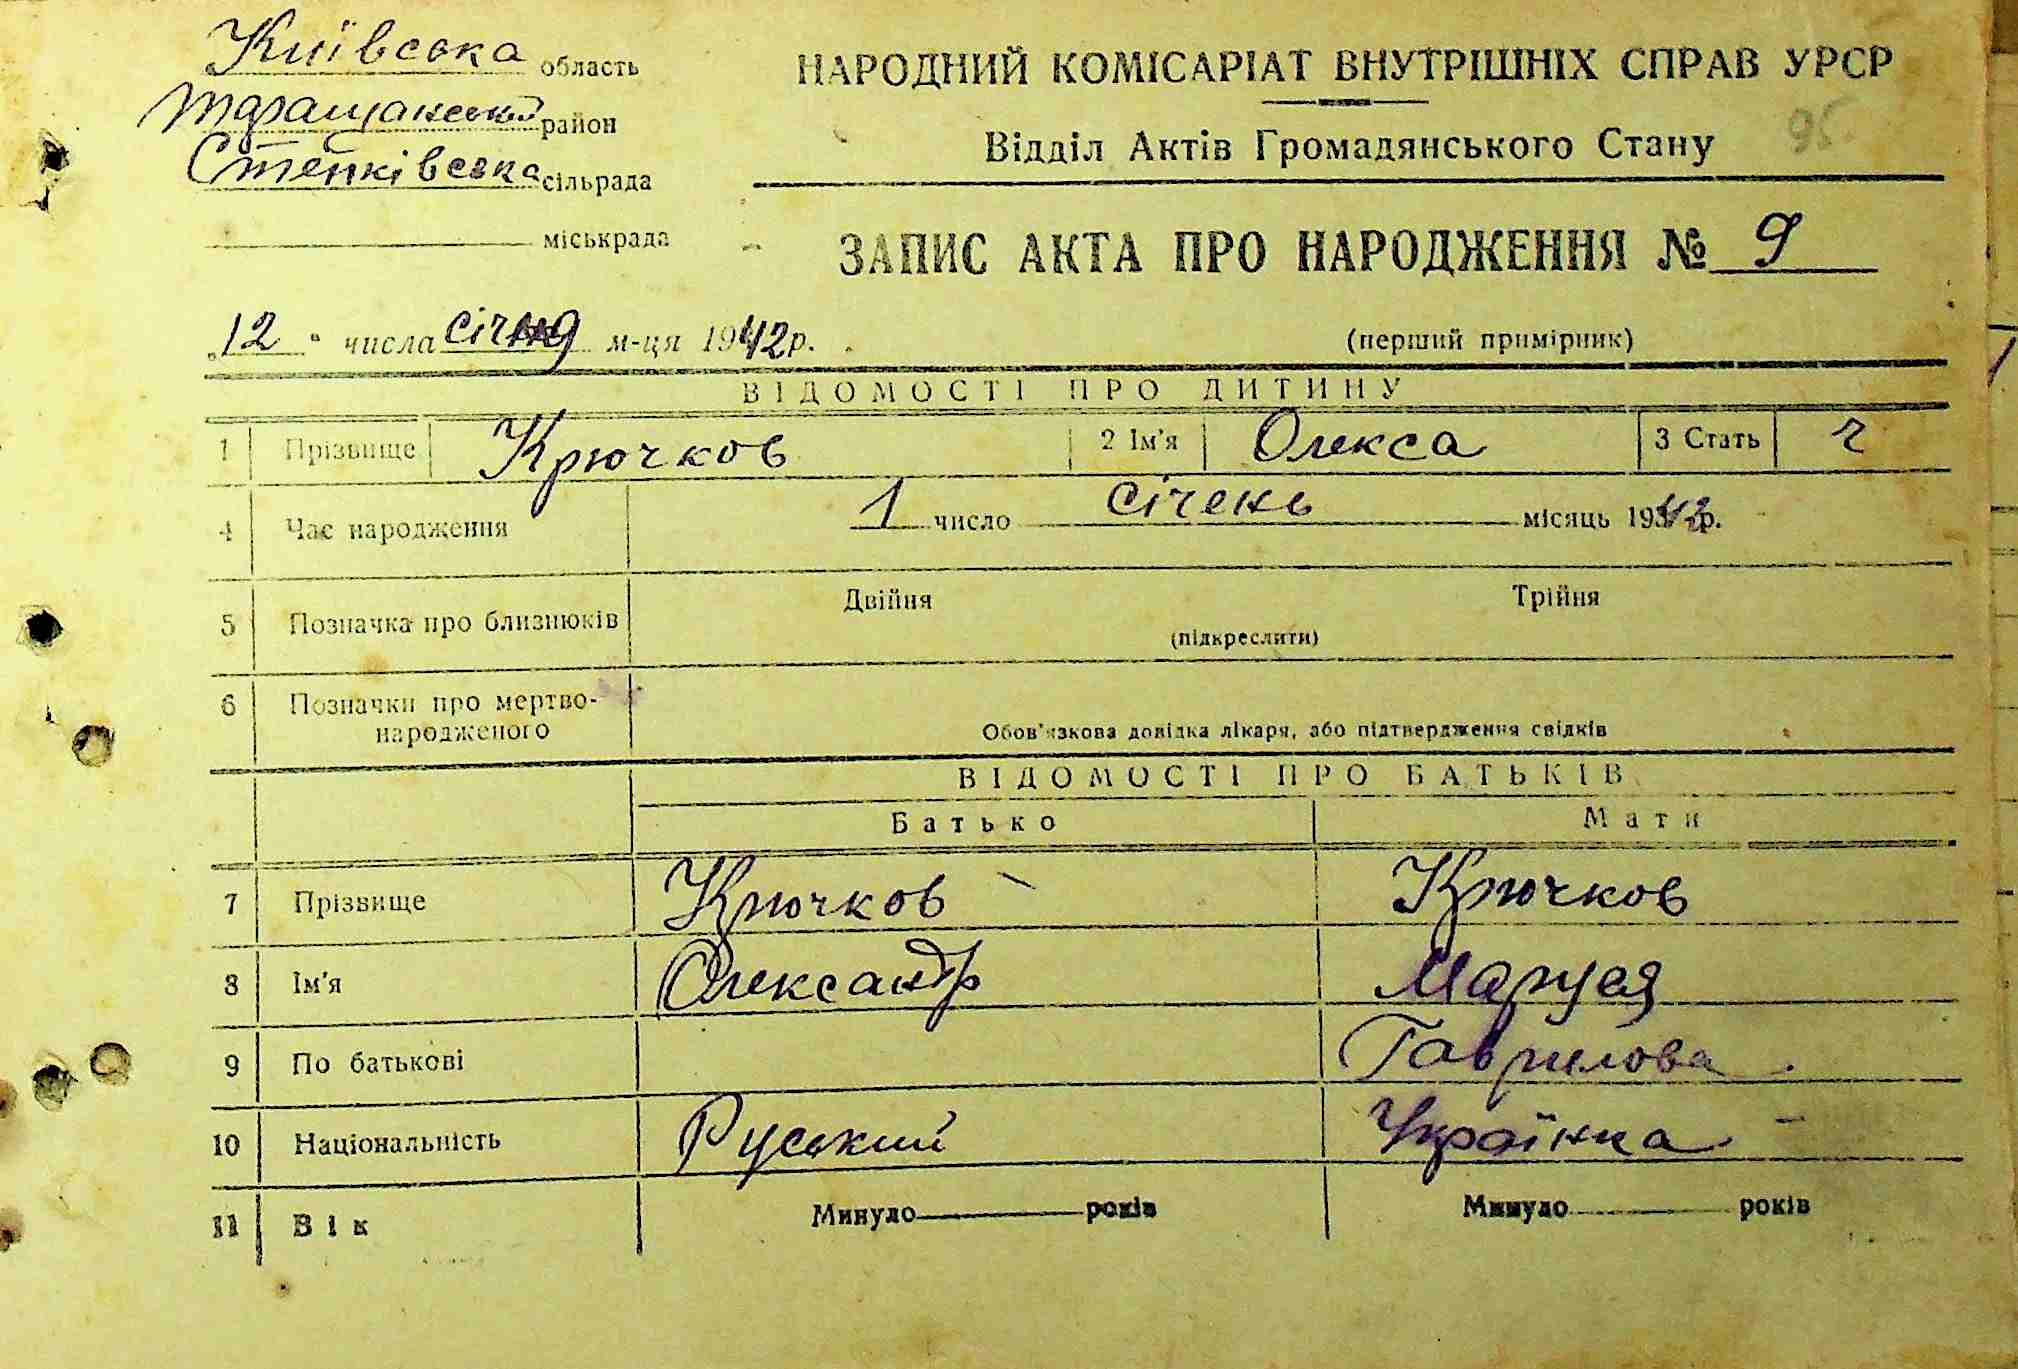 Київська область
Таращанський район
Степківська сільрада
міськрада
НАРОДНИЙ КОМІСАРІАТ ВНУТРІШНІХ СПРАВ УРСР
Відділ Актів Громадянського Стану
95
ЗАПИС АКТА ПРО НАРОДЖЕННЯ № 9
„12" числа січня м-ця 1942 р.
(перший примірник)
ВІДОМОСТІ ПРО ДИТИНУ
1 Прізвище Крючков 2 Ім'я Олекса 3 Стать ч
4 Час народження 1 число січень місяць 1942 р.
5 Позначка про близнюків Двійня Трійня
(підкреслити)
6 Позначки про мертво-
народженого Обов'язкова довідка лікаря, або підтвердження свідків
ВІДОМОСТІ ПРО БАТЬКІВ
Батько Мати
7 Прізвище Крючков Крючков
8 Ім'я Олександр Маруся
9 По батькові Гаврилова
10 Національність Руський Українка
11 Вік Минуло років Минуло років